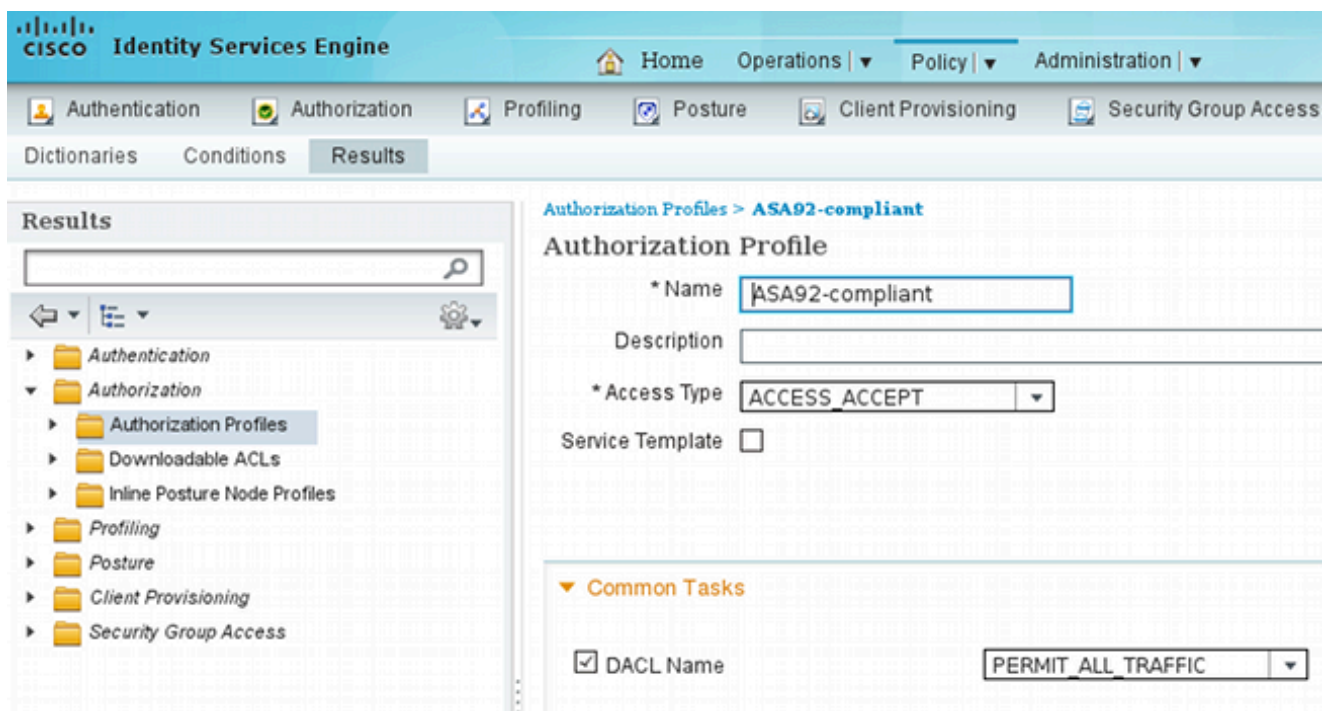 CISCO Identity Services Engine
Home Operations | ▼ Policy | ▼ Administration | ▼
Authentication Authorization Profiling Posture Client Provisioning Security Group Access
Dictionaries Conditions Results
Results
Authentication
Authorization
Authorization Profiles
Downloadable ACLs
Inline Posture Node Profiles
Profiling
Posture
Client Provisioning
Security Group Access
Authorization Profiles > ASA92-compliant
Authorization Profile
* Name ASA92-compliant
Description
* Access Type ACCESS_ACCEPT
Service Template
Common Tasks
DACL Name PERMIT_ALL_TRAFFIC